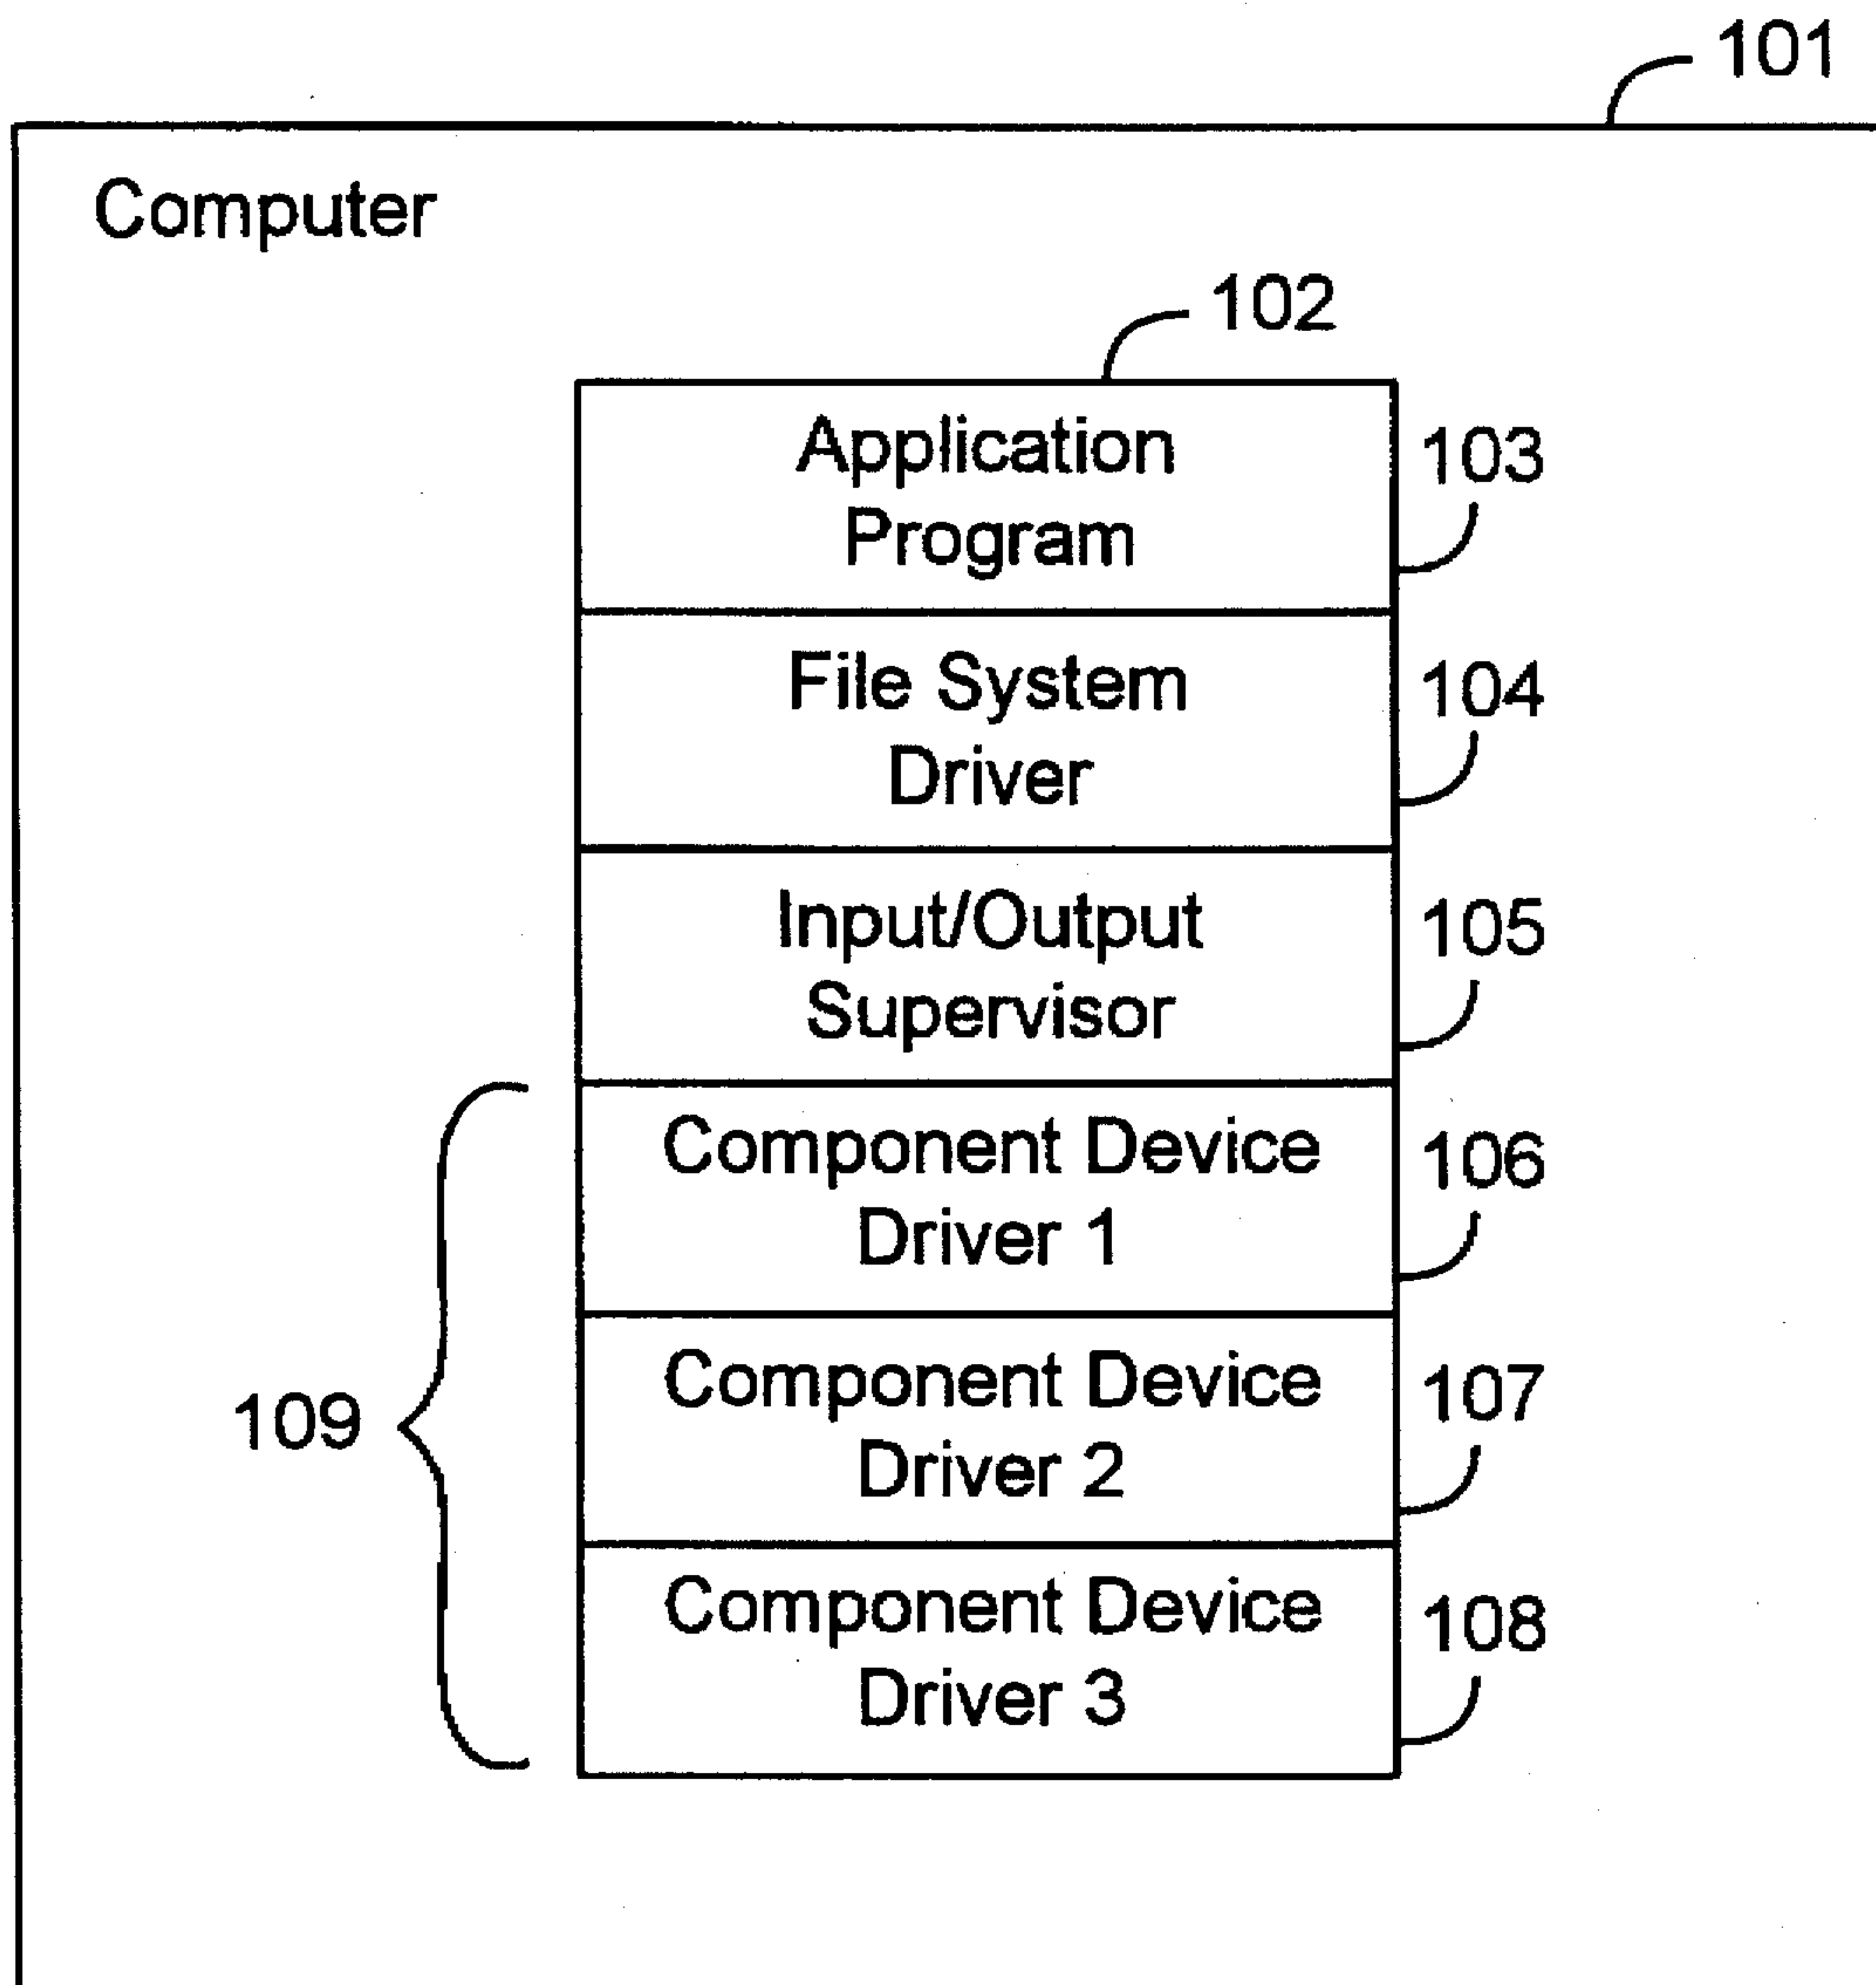 101
Computer
102
Application
Program
103
File System
Driver
104
Input/Output
Supervisor
105
Component Device
Driver 1
106
Component Device
Driver 2
107
109
Component Device
Driver 3
108